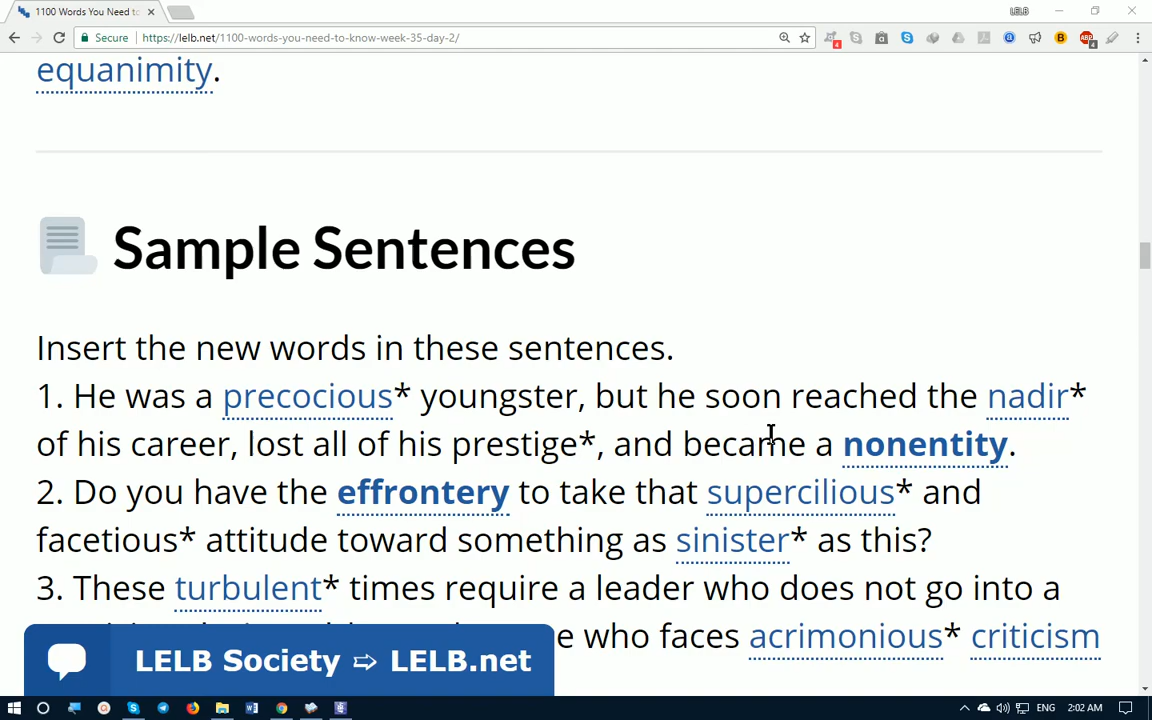 1100 Words You Need to
LELB
Secure https://lelb.net/1100-words-you-need-to-know-week-35-day-2/
equanimity.
Sample Sentences
Insert the new words in these sentences.
1. He was a precocious* youngster, but he soon reached the nadir*
of his career, lost all of his prestige*, and became a nonentity.
2. Do you have the effrontery to take that supercilious* and
facetious* attitude toward something as sinister* as this?
3. These turbulent* times require a leader who does not go into a
who faces acrimonious* criticism
LELB Society ⇨ LELB.net
ENG 2:02 AM